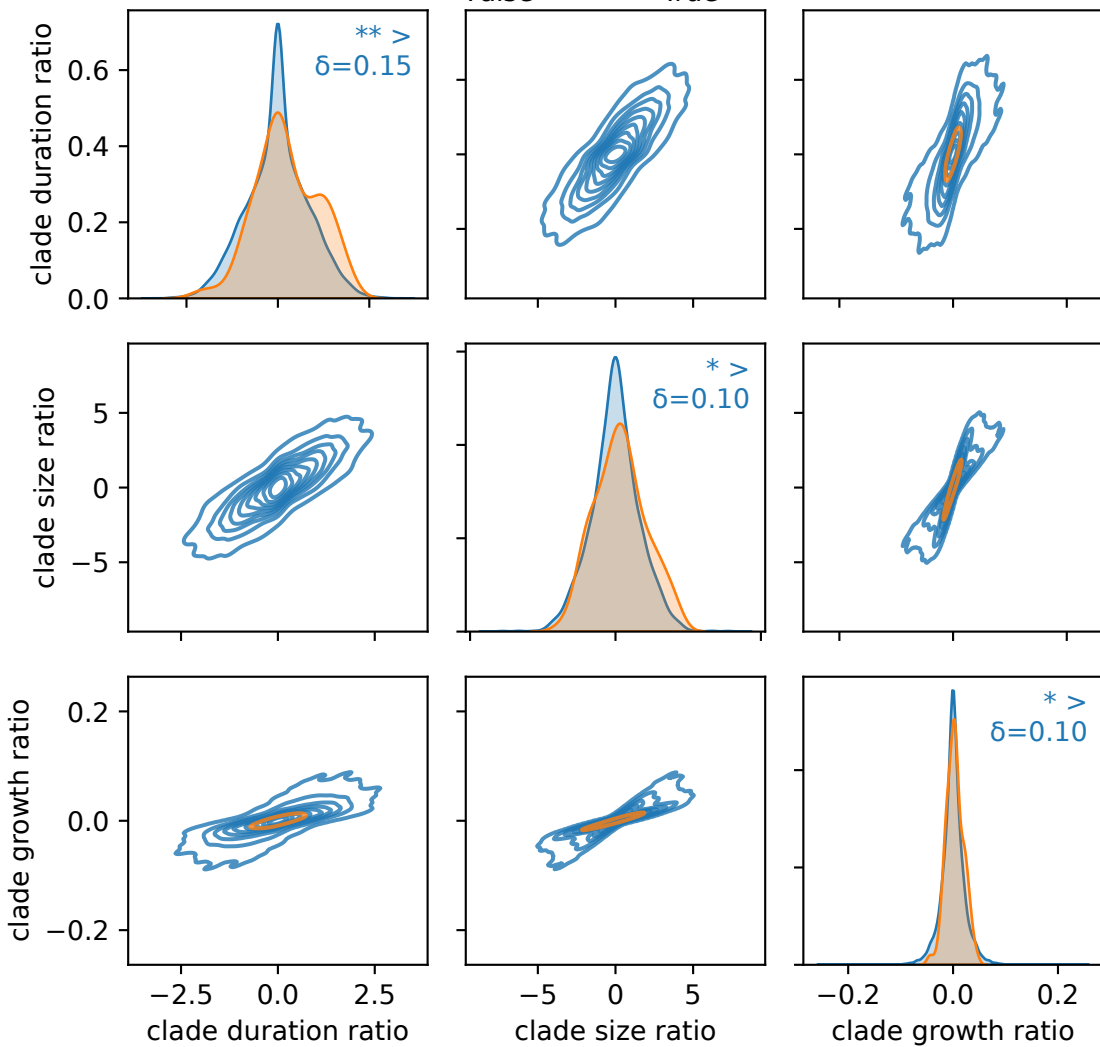 clade duration ratio
0.6
0.4
0.2
0.0
** >
δ=0.15
clade size ratio
5
0
−5
* >
δ=0.10
clade growth ratio
0.2
0.0
−0.2
* >
δ=0.10
−2.5 0.0 2.5
−5 0 5
−0.2 0.0 0.2
clade duration ratio
clade size ratio
clade growth ratio